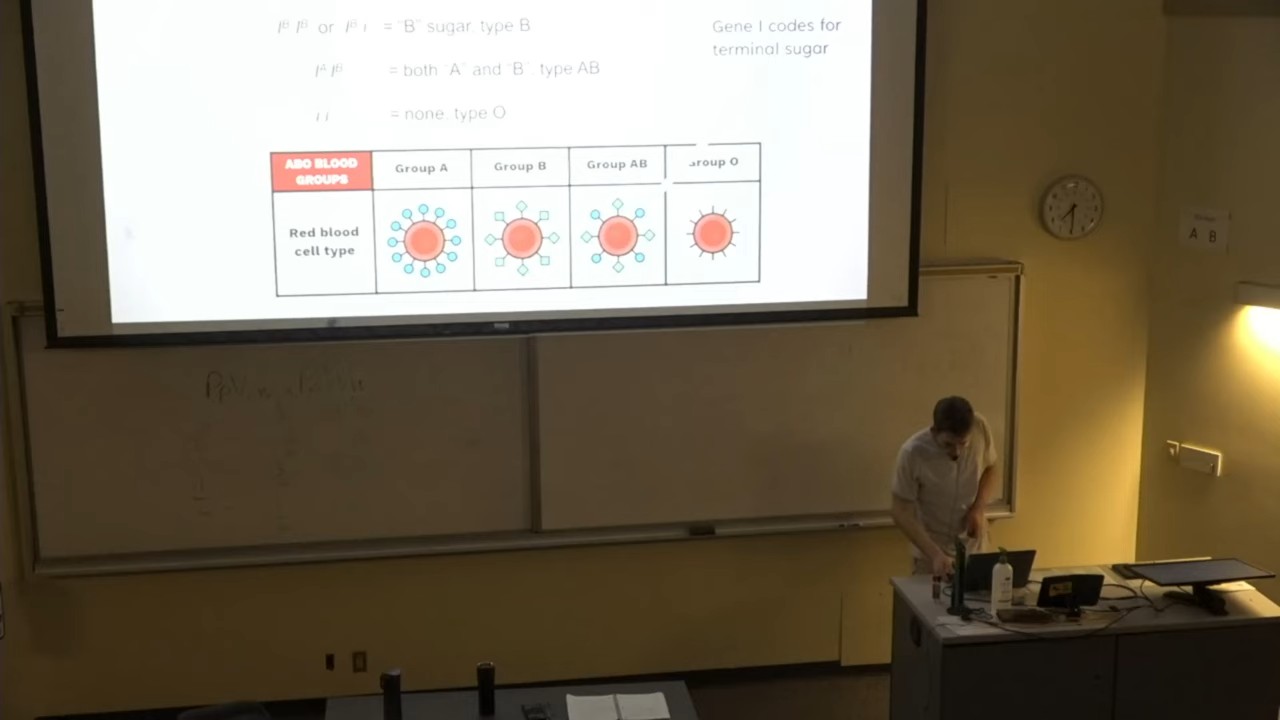 Iᴮ Iᴮ or Iᴮ i = "B" sugar, type B
Gene I codes for
terminal sugar
Iᴬ Iᴮ = both "A" and "B", type AB
i i = none, type O
ABO BLOOD
GROUPS
Group A
Group B
Group AB
Group O
Red blood
cell type
A B